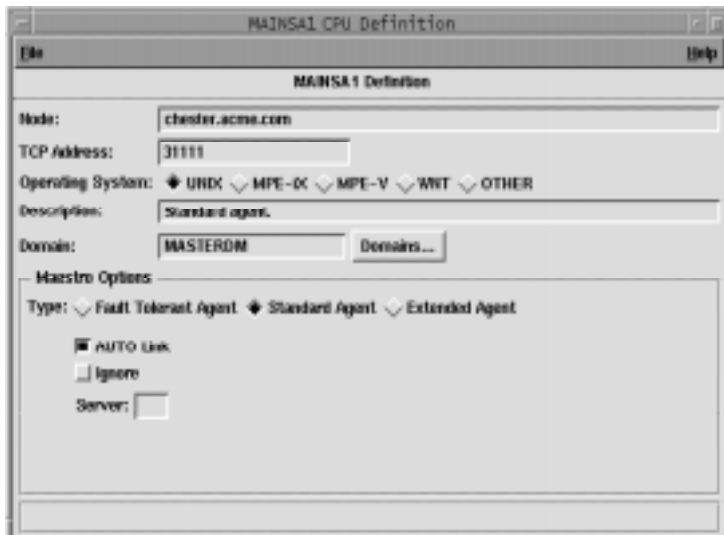 MAINSA1 CPU Definition
File Help
MAINSA1 Definition
Node: chester.acme.com
TCP Address: 31111
Operating System: UNIX MPE-iX MPE-V WNT OTHER
Description: Standard agent.
Domain: MASTERDM Domains...
Maestro Options
Type: Fault Tolerant Agent Standard Agent Extended Agent
AUTO Link
Ignore
Server: